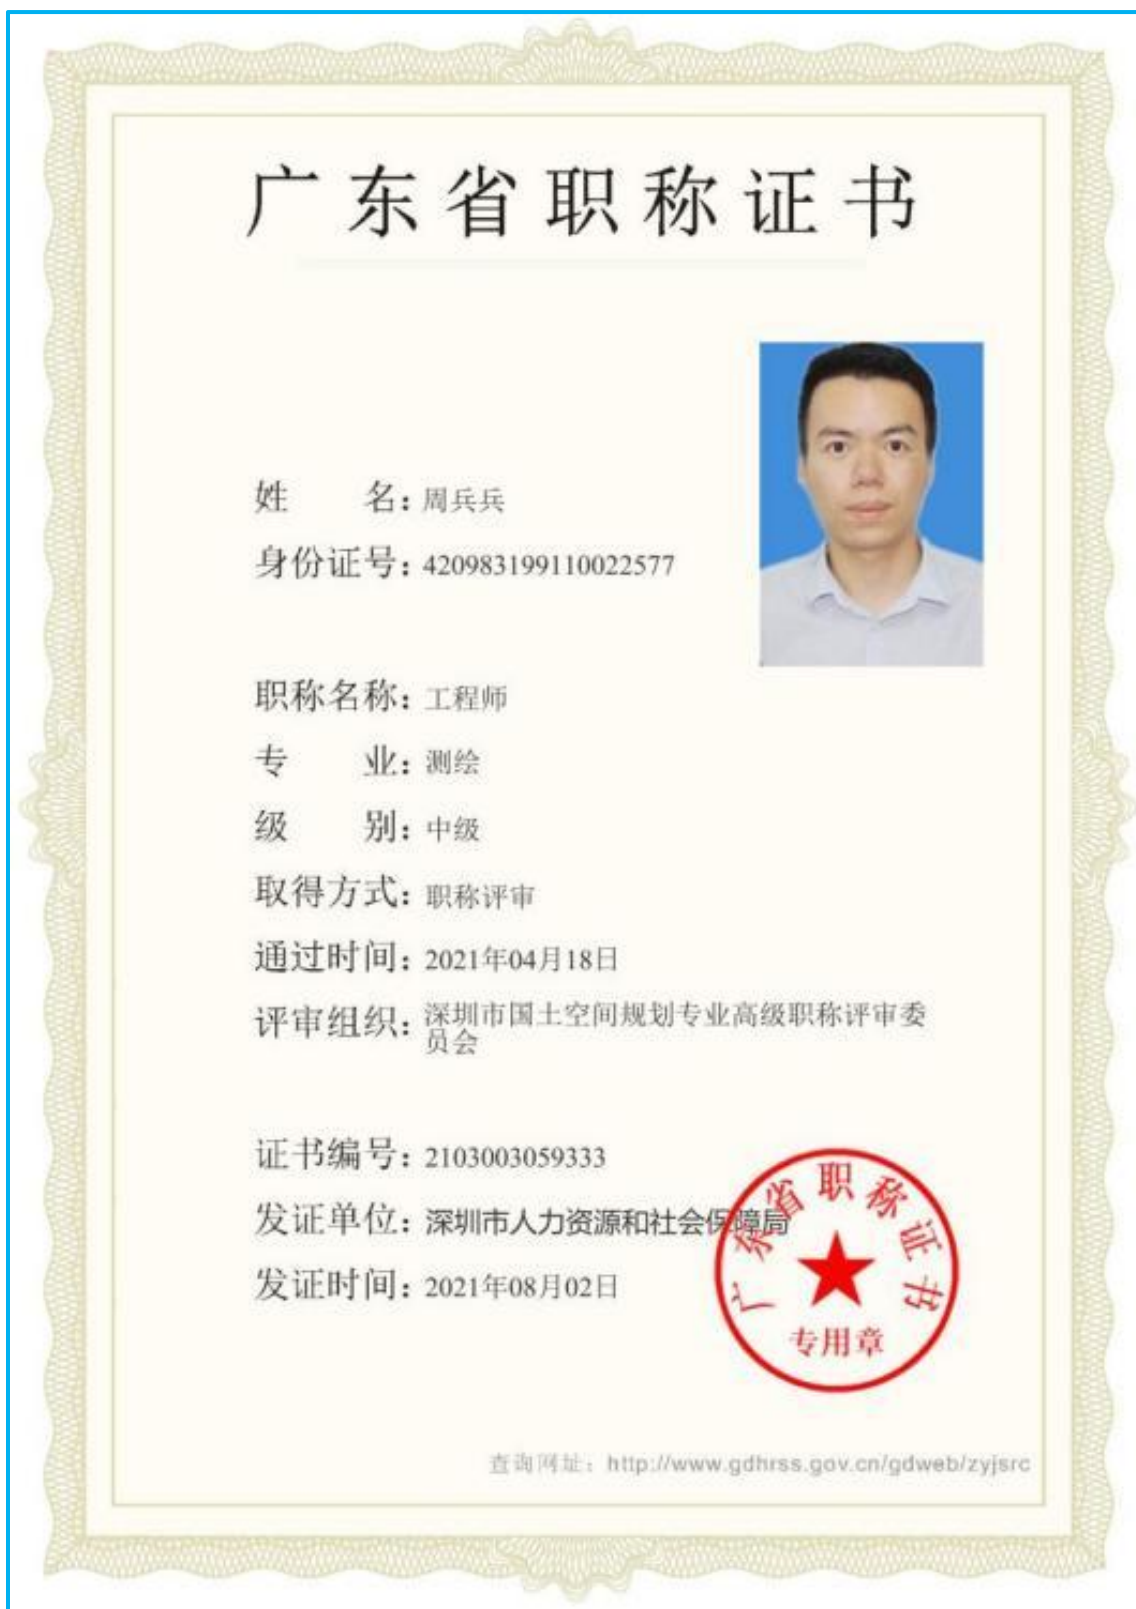 广东省职称证书
姓名：周兵兵
身份证号：420983199110022577
职称名称：工程师
专业：测绘
级别：中级
取得方式：职称评审
通过时间：2021年04月18日
评审组织：深圳市国土空间规划专业高级职称评审委
员会
证书编号：2103003059333
发证单位：深圳市人力资源和社会保障局
发证时间：2021年08月02日
广东省职称证书
专用章
查询网址：http://www.gdhrss.gov.cn/gdweb/zyjsrc